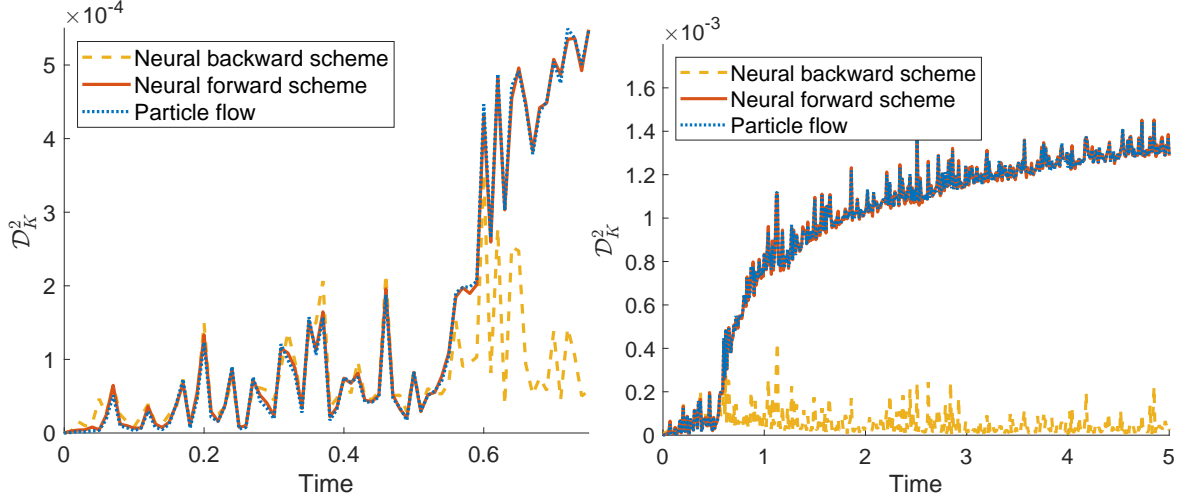 ×10⁻⁴
Neural backward scheme
Neural forward scheme
Particle flow
5
4
3
2
1
0
0
0.2
0.4
0.6
Time
𝒟²_K
×10⁻³
Neural backward scheme
Neural forward scheme
Particle flow
1.6
1.4
1.2
1
0.8
0.6
0.4
0.2
0
0
1
2
3
4
5
Time
𝒟²_K